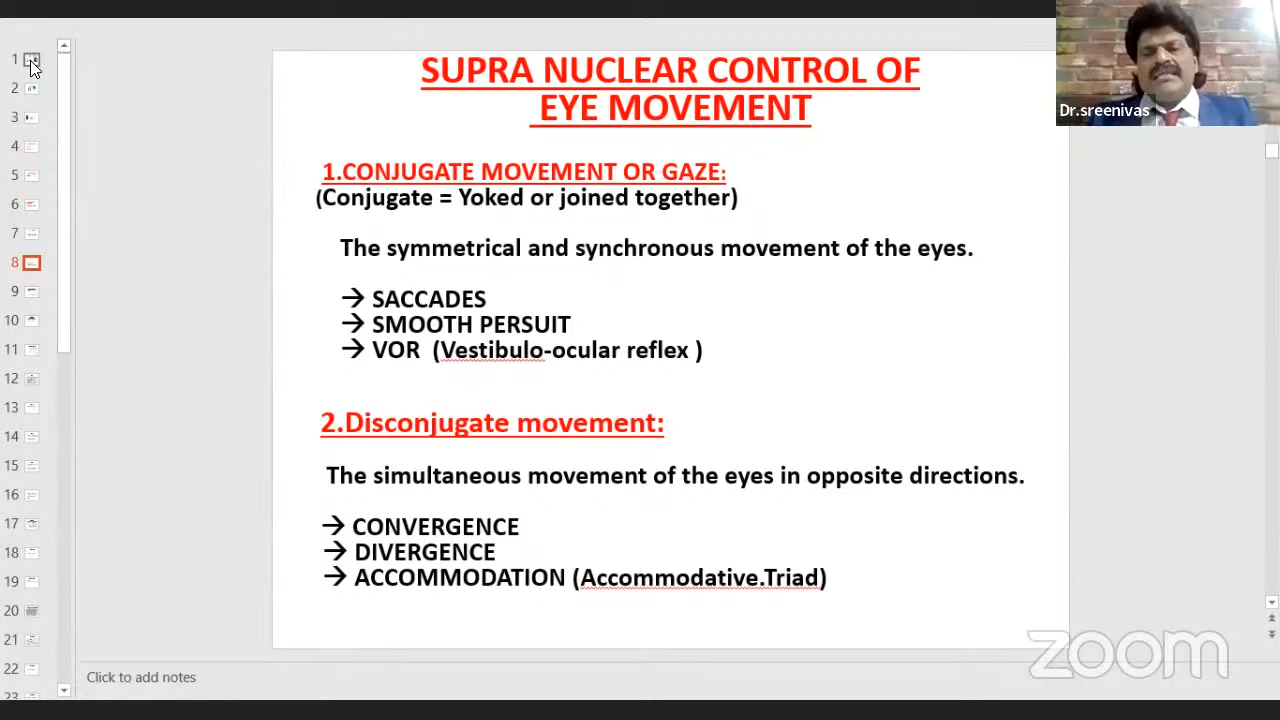 SUPRA NUCLEAR CONTROL OF
EYE MOVEMENT
Dr.sreenivas
1.CONJUGATE MOVEMENT OR GAZE:
(Conjugate = Yoked or joined together)
The symmetrical and synchronous movement of the eyes.
→ SACCADES
→ SMOOTH PERSUIT
→ VOR (Vestibulo-ocular reflex )
2.Disconjugate movement:
The simultaneous movement of the eyes in opposite directions.
→ CONVERGENCE
→ DIVERGENCE
→ ACCOMMODATION (Accommodative.Triad)
1
2
3
4
5
6
7
8
9
10
11
12
13
14
15
16
17
18
19
20
21
22
23
Click to add notes
zoom